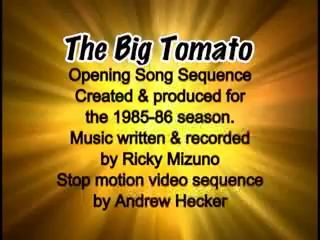 The Big Tomato
Opening Song Sequence
Created & produced for
the 1985-86 season.
Music written & recorded
by Ricky Mizuno
Stop motion video sequence
by Andrew Hecker